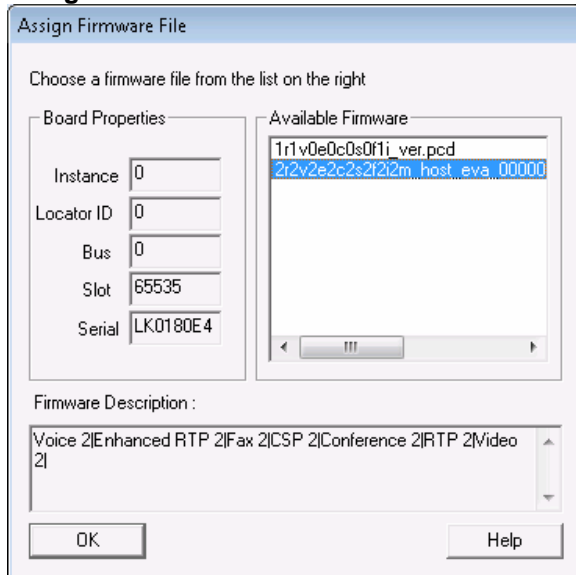 Assign Firmware File
Choose a firmware file from the list on the right
Board Properties
Instance 0
Locator ID 0
Bus 0
Slot 65535
Serial LK0180E4
Available Firmware
1r1v0e0c0s0f1i_ver.pcd
2r2v2e2c2s2f2i2m_host_eva_00000
Firmware Description :
Voice 2|Enhanced RTP 2|Fax 2|CSP 2|Conference 2|RTP 2|Video
2|
OK
Help